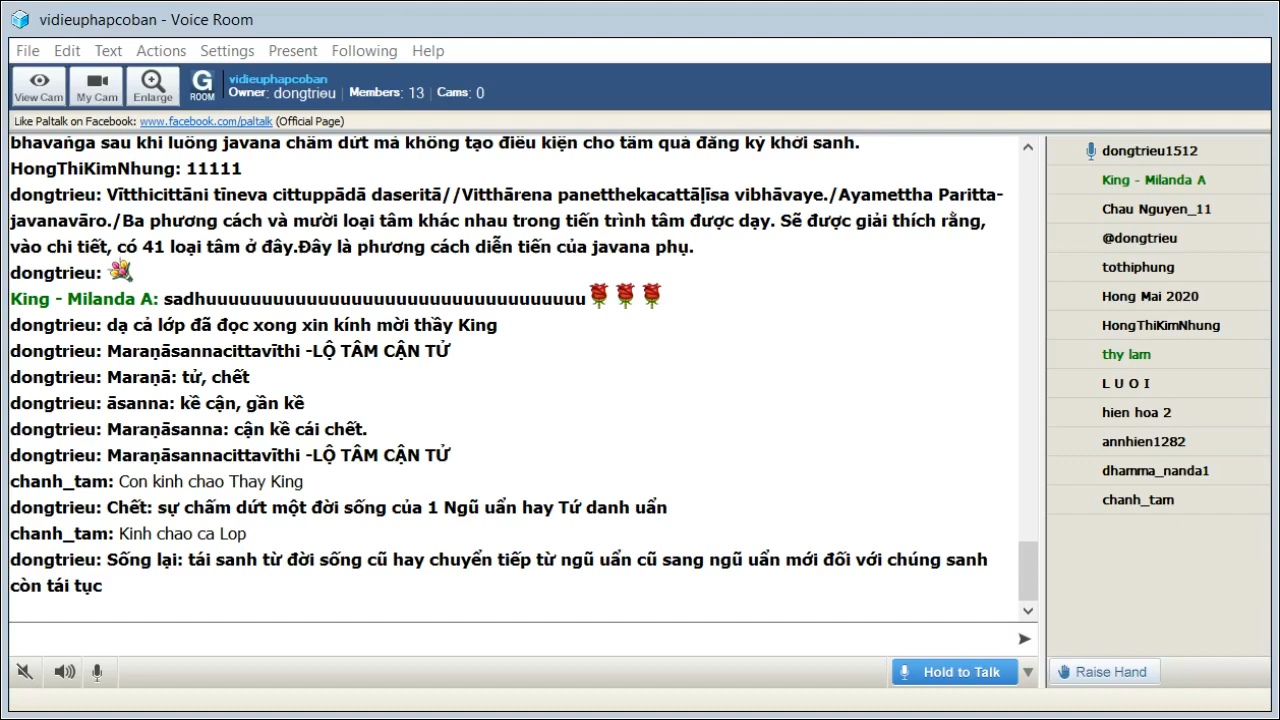 vidieuphapcoban - Voice Room
File Edit Text Actions Settings Present Following Help
View Cam My Cam Enlarge G ROOM
vidieuphapcoban
Owner: dongtrieu | Members: 13 | Cams: 0
Like Paltalk on Facebook: www.facebook.com/paltalk (Official Page)
bhavaṅga sau khi luồng javana chấm dứt mà không tạo điều kiện cho tâm quả đăng ký khởi sanh.
HongThiKimNhung: 11111
dongtrieu: Vītthicittāni tīneva cittuppādā daseritā//Vitthārena panetthekacattāḷīsa vibhāvaye./Ayamettha Paritta-
javanavāro./Ba phương cách và mười loại tâm khác nhau trong tiến trình tâm được dạy. Sẽ được giải thích rằng,
vào chi tiết, có 41 loại tâm ở đây.Đây là phương cách diễn tiến của javana phụ.
dongtrieu:
King - Milanda A: sadhuuuuuuuuuuuuuuuuuuuuuuuuuuuuuuuuuu
dongtrieu: dạ cả lớp đã đọc xong xin kính mời thầy King
dongtrieu: Maraṇāsannacittavīthi -LỘ TÂM CẬN TỬ
dongtrieu: Maraṇā: tử, chết
dongtrieu: āsanna: kề cận, gần kề
dongtrieu: Maraṇāsanna: cận kề cái chết.
dongtrieu: Maraṇāsannacittavīthi -LỘ TÂM CẬN TỬ
chanh_tam: Con kinh chao Thay King
dongtrieu: Chết: sự chấm dứt một đời sống của 1 Ngũ uẩn hay Tứ danh uẩn
chanh_tam: Kinh chao ca Lop
dongtrieu: Sống lại: tái sanh từ đời sống cũ hay chuyển tiếp từ ngũ uẩn cũ sang ngũ uẩn mới đối với chúng sanh
còn tái tục
dongtrieu1512
King - Milanda A
Chau Nguyen_11
@dongtrieu
tothiphung
Hong Mai 2020
HongThiKimNhung
thy lam
L U O I
hien hoa 2
annhien1282
dhamma_nanda1
chanh_tam
Hold to Talk
Raise Hand